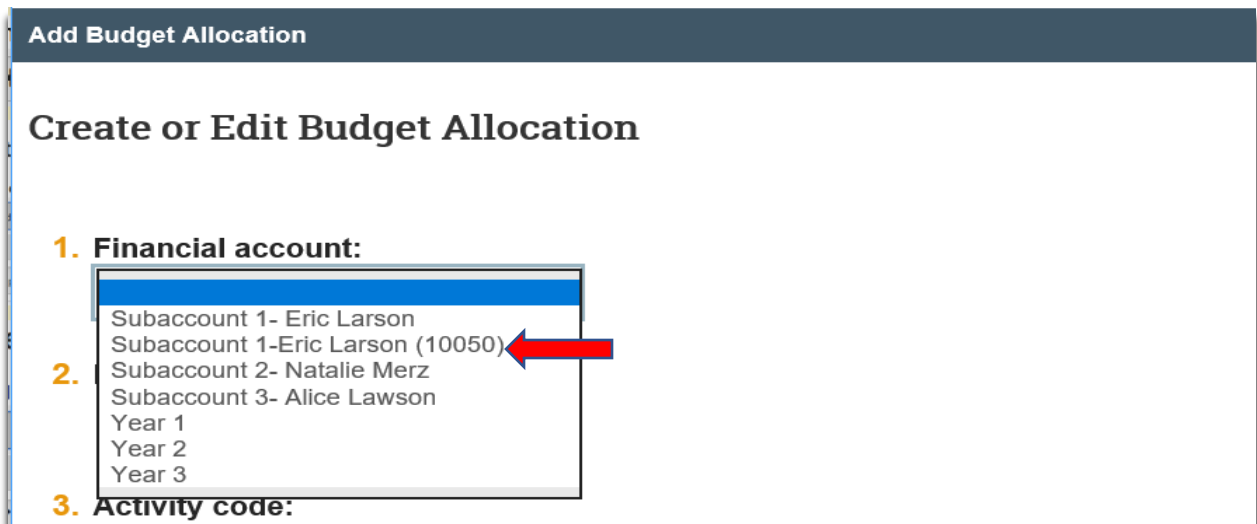 Add Budget Allocation
Create or Edit Budget Allocation
1. Financial account:
Subaccount 1- Eric Larson
Subaccount 1-Eric Larson (10050)
Subaccount 2- Natalie Merz
Subaccount 3- Alice Lawson
Year 1
Year 2
Year 3
2.
3. Activity code: